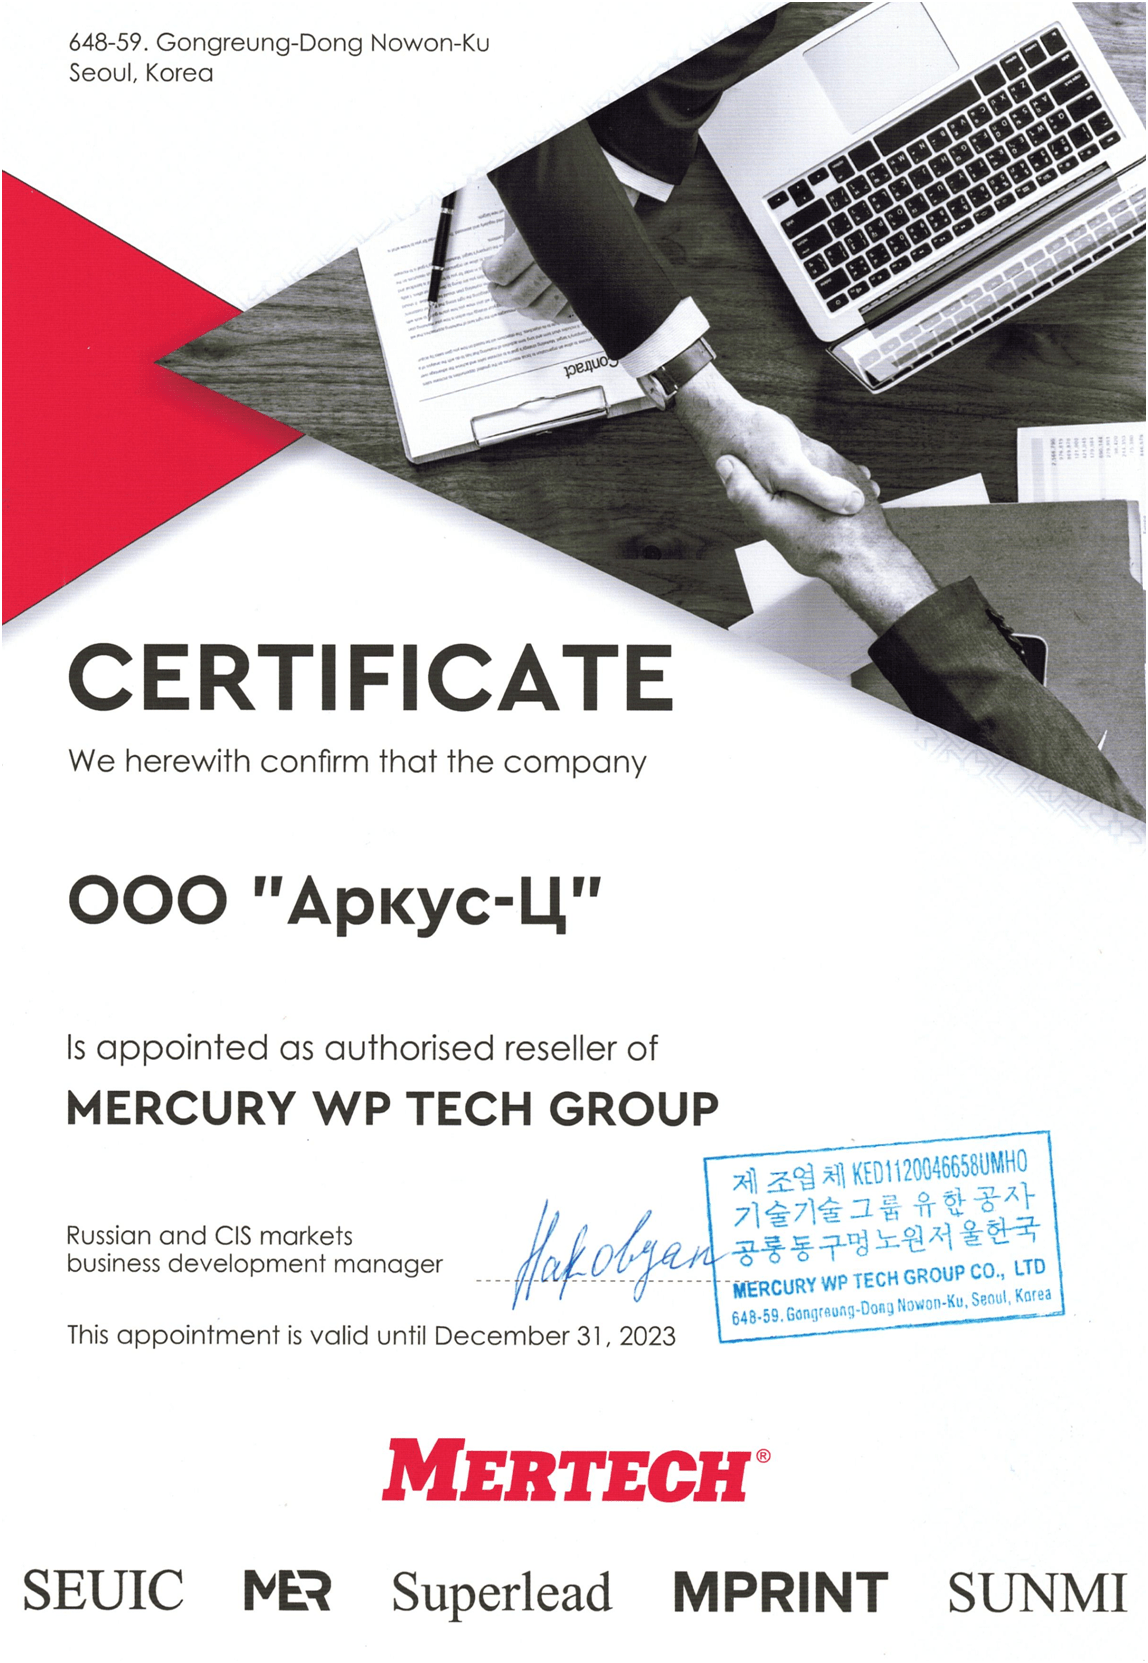 648-59. Gongreung-Dong Nowon-Ku
Seoul, Korea
Contract
CERTIFICATE
We herewith confirm that the company
ООО "Аркус-Ц"
Is appointed as authorised reseller of
MERCURY WP TECH GROUP
Russian and CIS markets
business development manager
Hakobyan
This appointment is valid until December 31, 2023
제 조업 체 KED1120046658UMHO
기술기술그룹 유한 공자
공릉동구멍노원저울한국
MERCURY WP TECH GROUP CO., LTD
648-59. Gongreung-Dong Nowon-Ku, Seoul, Korea
MERTECH®
SEUIC MER Superlead MPRINT SUNMI